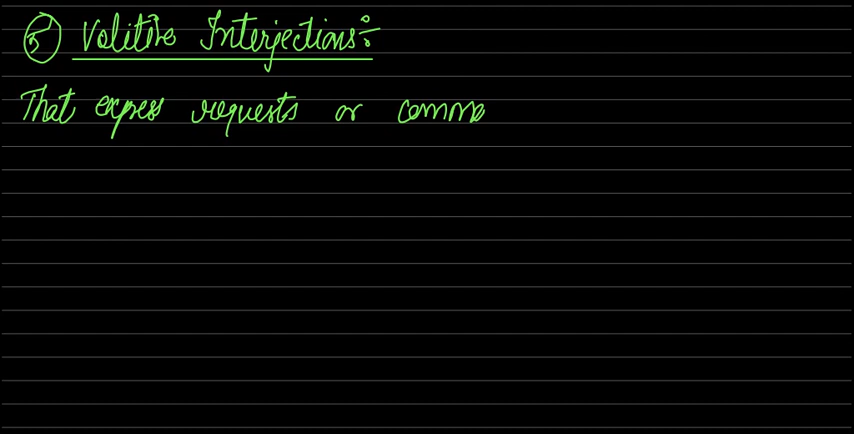 5 Volitive Interjections:
That express requests or comma